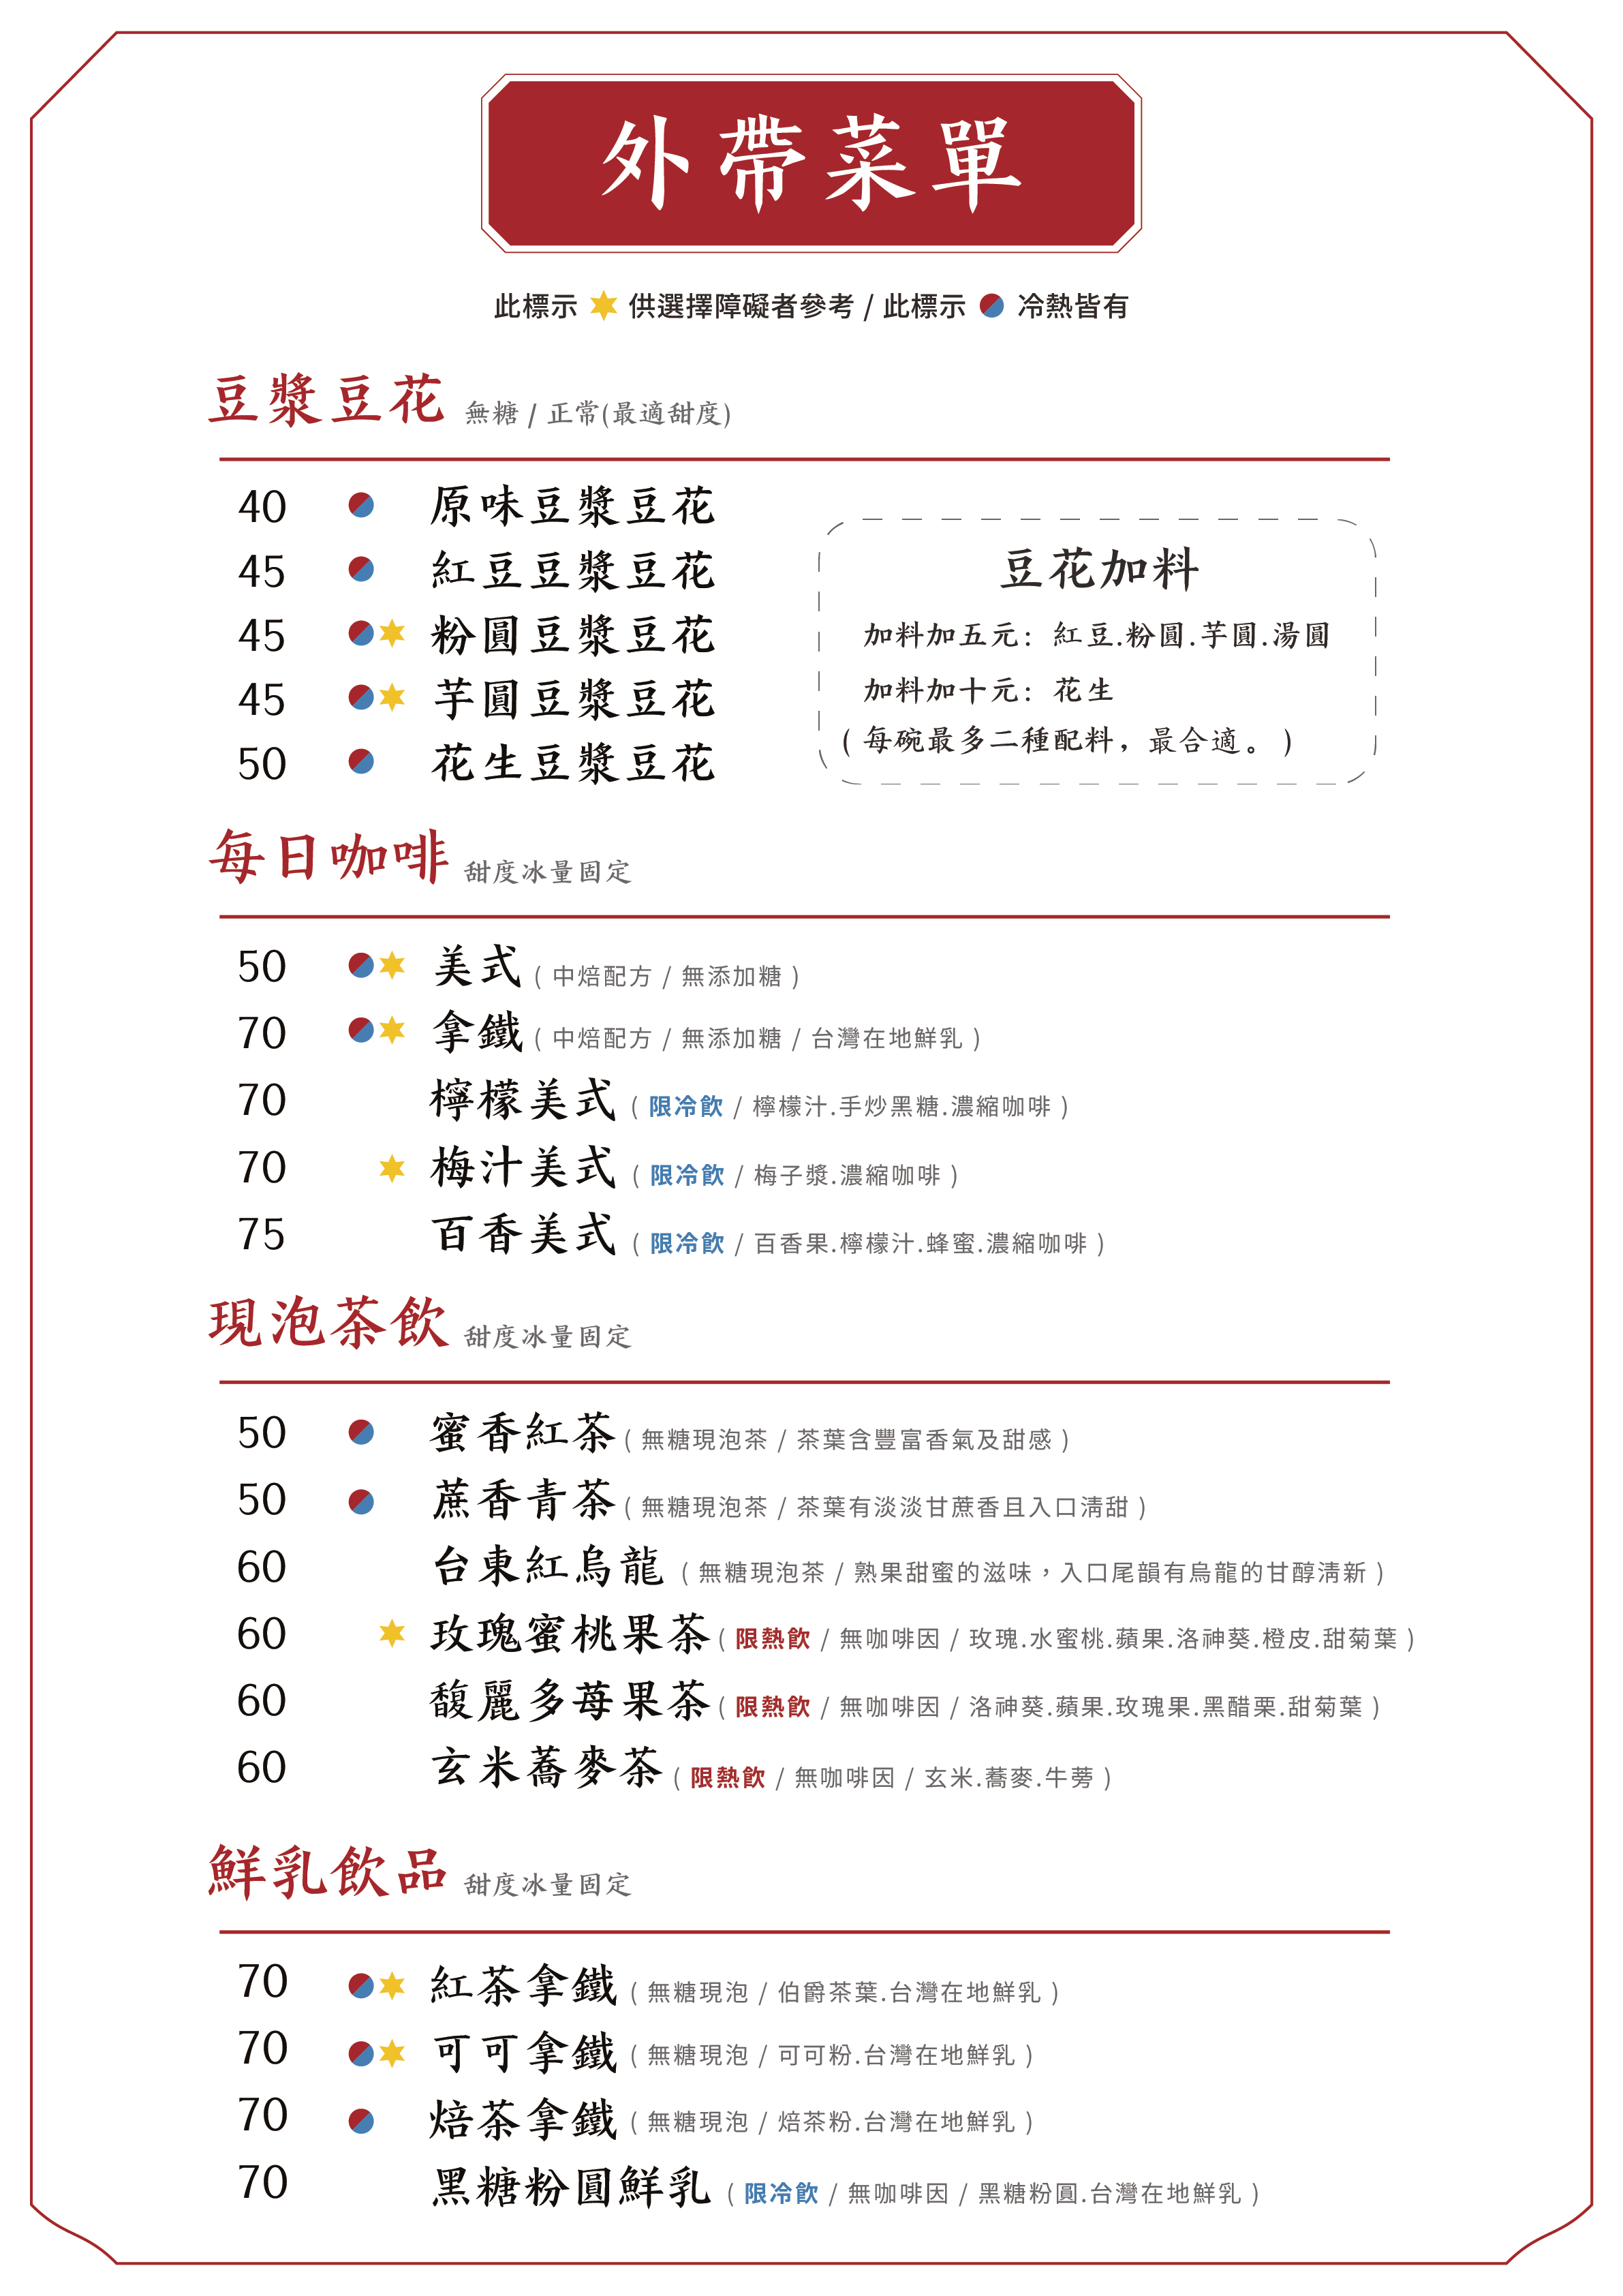 外帶菜單
此標示 供選擇障礙者參考 / 此標示 冷熱皆有
豆漿豆花 無糖 / 正常(最適甜度)
40 原味豆漿豆花
45 紅豆豆漿豆花
45 粉圓豆漿豆花
45 芋圓豆漿豆花
50 花生豆漿豆花
豆花加料
加料加五元: 紅豆.粉圓.芋圓.湯圓
加料加十元: 花生
( 每碗最多二種配料，最合適。)
每日咖啡 甜度冰量固定
50 美式 ( 中焙配方 / 無添加糖 )
70 拿鐵 ( 中焙配方 / 無添加糖 / 台灣在地鮮乳 )
70 檸檬美式 ( 限冷飲 / 檸檬汁.手炒黑糖.濃縮咖啡 )
70 梅汁美式 ( 限冷飲 / 梅子漿.濃縮咖啡 )
75 百香美式 ( 限冷飲 / 百香果.檸檬汁.蜂蜜.濃縮咖啡 )
現泡茶飲 甜度冰量固定
50 蜜香紅茶 ( 無糖現泡茶 / 茶葉含豐富香氣及甜感 )
50 蔗香青茶 ( 無糖現泡茶 / 茶葉有淡淡甘蔗香且入口清甜 )
60 台東紅烏龍 ( 無糖現泡茶 / 熟果甜蜜的滋味，入口尾韻有烏龍的甘醇清新 )
60 玫瑰蜜桃果茶 ( 限熱飲 / 無咖啡因 / 玫瑰.水蜜桃.蘋果.洛神葵.橙皮.甜菊葉 )
60 馥麗多莓果茶 ( 限熱飲 / 無咖啡因 / 洛神葵.蘋果.玫瑰果.黑醋栗.甜菊葉 )
60 玄米蕎麥茶 ( 限熱飲 / 無咖啡因 / 玄米.蕎麥.牛蒡 )
鮮乳飲品 甜度冰量固定
70 紅茶拿鐵 ( 無糖現泡 / 伯爵茶葉.台灣在地鮮乳 )
70 可可拿鐵 ( 無糖現泡 / 可可粉.台灣在地鮮乳 )
70 焙茶拿鐵 ( 無糖現泡 / 焙茶粉.台灣在地鮮乳 )
70 黑糖粉圓鮮乳 ( 限冷飲 / 無咖啡因 / 黑糖粉圓.台灣在地鮮乳 )